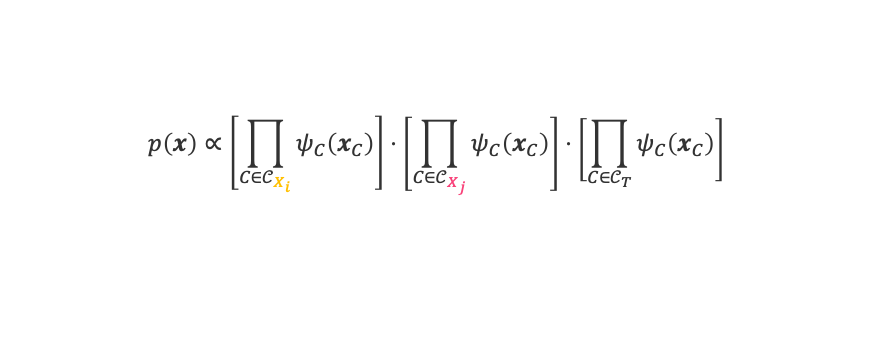 p(𝒙) ∝ [∏_{C∈𝒞_{X_i}} ψ_C(𝒙_C)] · [∏_{C∈𝒞_{X_j}} ψ_C(𝒙_C)] · [∏_{C∈𝒞_T} ψ_C(𝒙_C)]